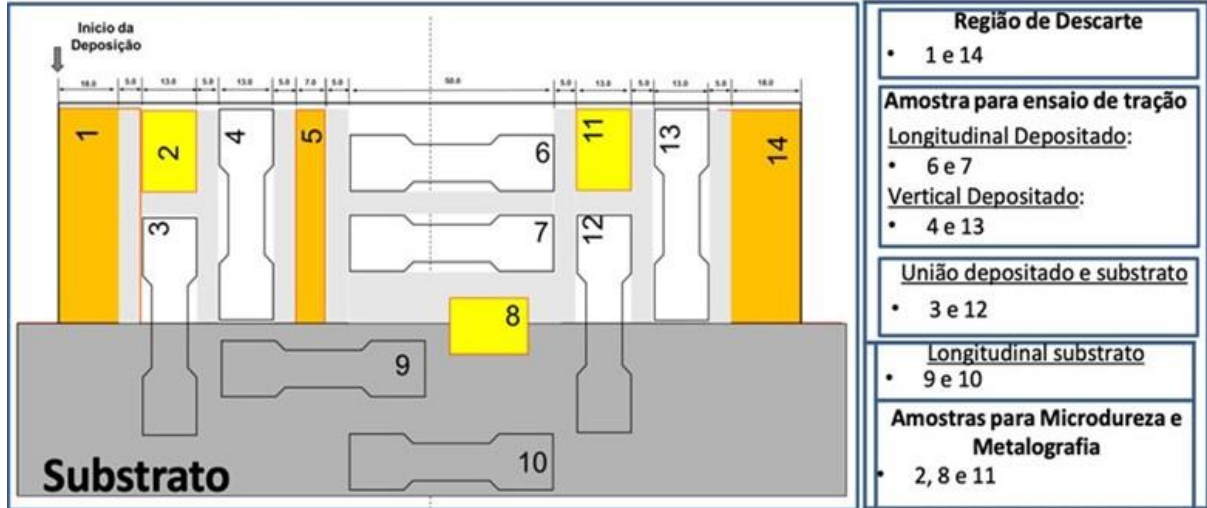 Inicio da
Deposição
5.0 13.0 5.0 13.0 5.0 7.0 5.0 50.0 5.0 13.0 5.0 13.0 5.0
1
2
3
4
5
6
7
8
9
10
11
12
13
14
Substrato
Região de Descarte
• 1 e 14
Amostra para ensaio de tração
Longitudinal Depositado:
• 6 e 7
Vertical Depositado:
• 4 e 13
União depositado e substrato
• 3 e 12
Longitudinal substrato
• 9 e 10
Amostras para Microdureza e
Metalografia
• 2, 8 e 11